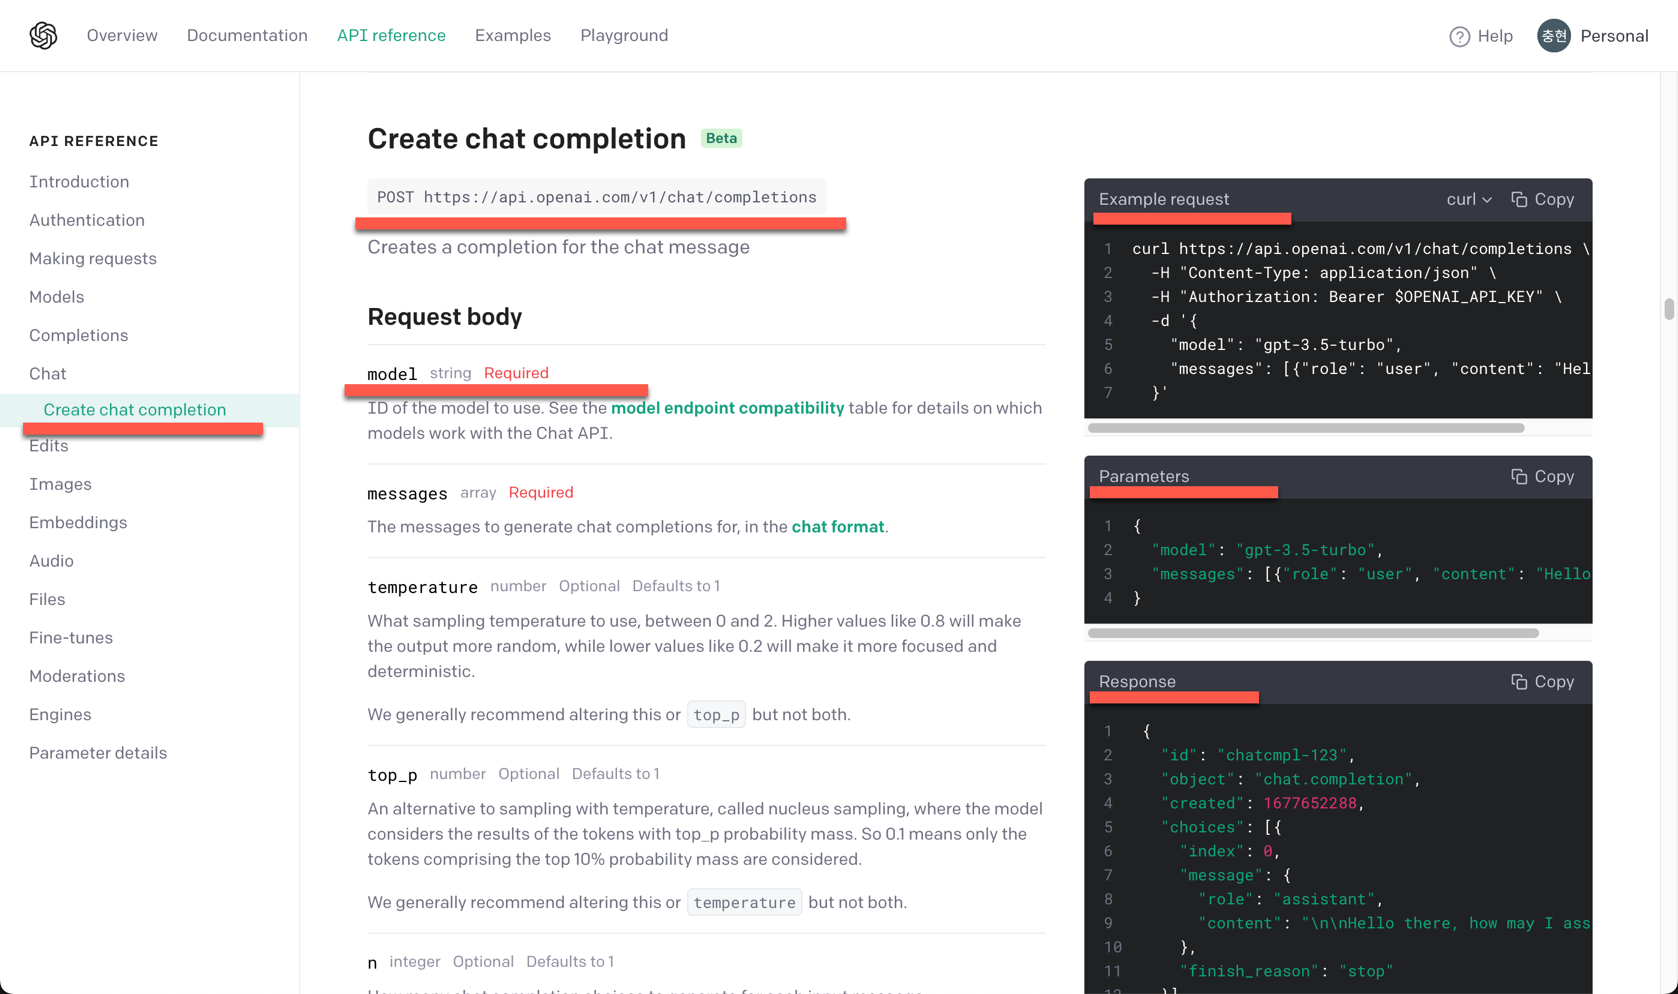 Overview
Documentation
API reference
Examples
Playground
Help
충현
Personal
API REFERENCE
Introduction
Authentication
Making requests
Models
Completions
Chat
Create chat completion
Edits
Images
Embeddings
Audio
Files
Fine-tunes
Moderations
Engines
Parameter details
Create chat completion Beta
POST https://api.openai.com/v1/chat/completions
Creates a completion for the chat message
Request body
model string Required
ID of the model to use. See the model endpoint compatibility table for details on which
models work with the Chat API.
messages array Required
The messages to generate chat completions for, in the chat format.
temperature number Optional Defaults to 1
What sampling temperature to use, between 0 and 2. Higher values like 0.8 will make
the output more random, while lower values like 0.2 will make it more focused and
deterministic.
We generally recommend altering this or top_p but not both.
top_p number Optional Defaults to 1
An alternative to sampling with temperature, called nucleus sampling, where the model
considers the results of the tokens with top_p probability mass. So 0.1 means only the
tokens comprising the top 10% probability mass are considered.
We generally recommend altering this or temperature but not both.
n integer Optional Defaults to 1
Example request curl Copy
1 curl https://api.openai.com/v1/chat/completions \
2 -H "Content-Type: application/json" \
3 -H "Authorization: Bearer $OPENAI_API_KEY" \
4 -d '{
5 "model": "gpt-3.5-turbo",
6 "messages": [{"role": "user", "content": "Hel
7 }'
Parameters Copy
1 {
2 "model": "gpt-3.5-turbo",
3 "messages": [{"role": "user", "content": "Hello
4 }
Response Copy
1 {
2 "id": "chatcmpl-123",
3 "object": "chat.completion",
4 "created": 1677652288,
5 "choices": [{
6 "index": 0,
7 "message": {
8 "role": "assistant",
9 "content": "\n\nHello there, how may I ass
10 },
11 "finish_reason": "stop"